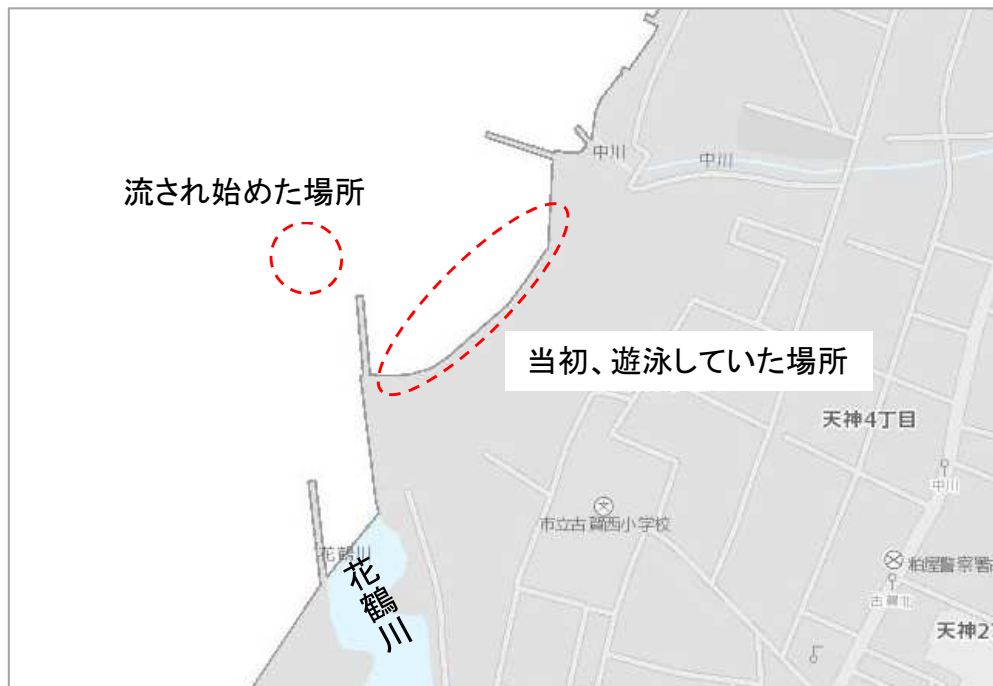 中川
中川
流され始めた場所
当初、遊泳していた場所
天神4丁目
中川
市立古賀西小学校
花鶴川
粕屋警察署
古賀北
花鶴川
天神2